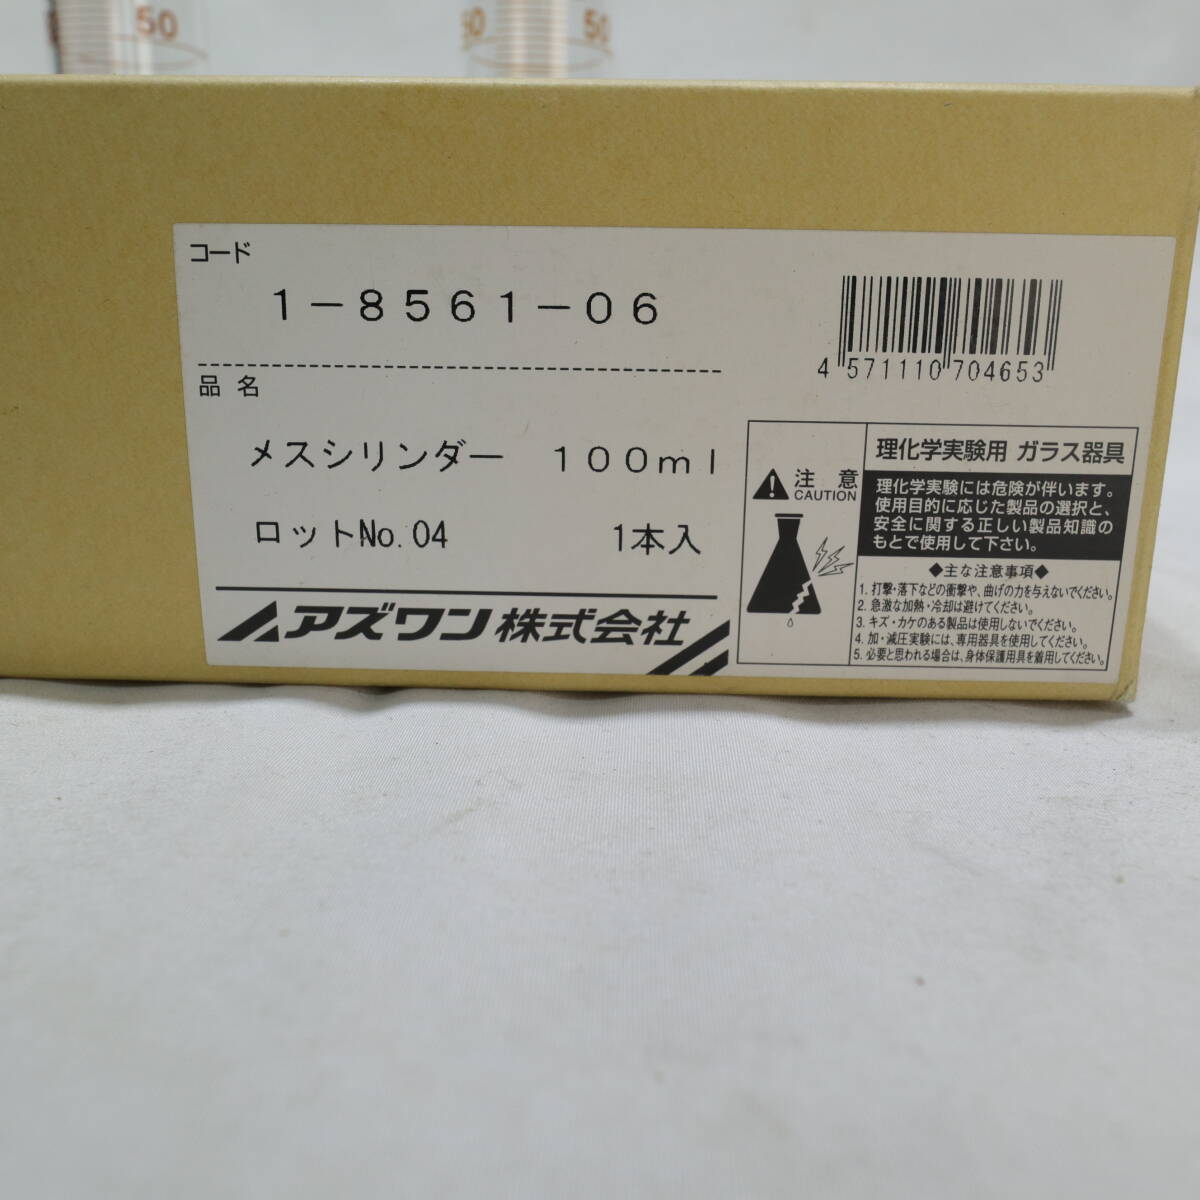 50
50
50
コード
1-8561-06
4 571110 704653
品名
メスシリンダー 100ml
ロットNo.04 1本入
アズワン株式会社
注意
CAUTION
理化学実験用 ガラス器具
理化学実験には危険が伴います。
使用目的に応じた製品の選択と、
安全に関する正しい製品知識の
もとで使用して下さい。
◆主な注意事項◆
1. 打撃・落下などの衝撃や、曲げの力を与えないでください。
2. 急激な加熱・冷却は避けてください。
3. キズ・カケのある製品は使用しないでください。
4. 加・減圧実験には、専用器具を使用してください。
5. 必要と思われる場合は、身体保護用具を着用してください。